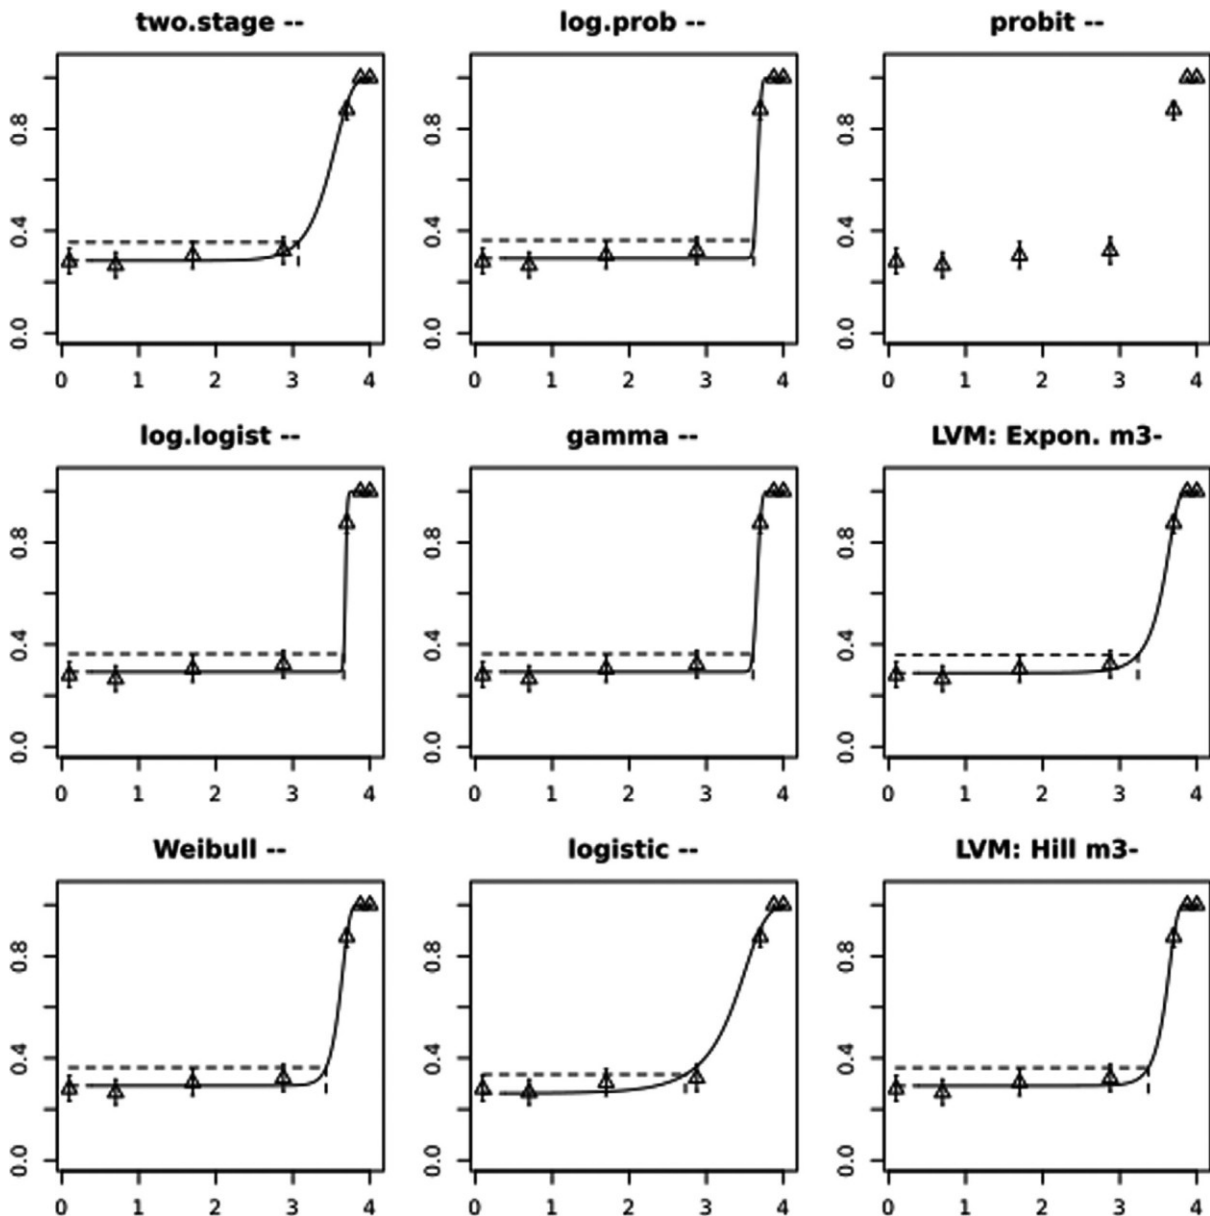 two.stage -- log.prob -- probit --
0.8 0.8 0.8
0.4 0.4 0.4
0.0 0.0 0.0
0 1 2 3 4 0 1 2 3 4 0 1 2 3 4
log.logist -- gamma -- LVM: Expon. m3-
0.8 0.8 0.8
0.4 0.4 0.4
0.0 0.0 0.0
0 1 2 3 4 0 1 2 3 4 0 1 2 3 4
Weibull -- logistic -- LVM: Hill m3-
0.8 0.8 0.8
0.4 0.4 0.4
0.0 0.0 0.0
0 1 2 3 4 0 1 2 3 4 0 1 2 3 4